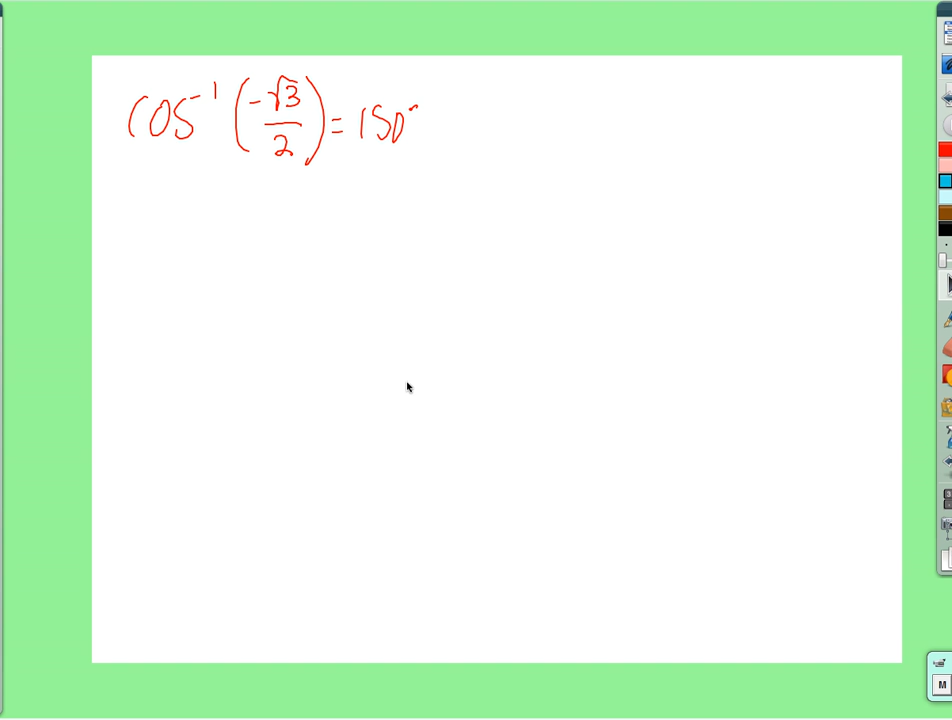 cos⁻¹(-√3/2) = 150°
M